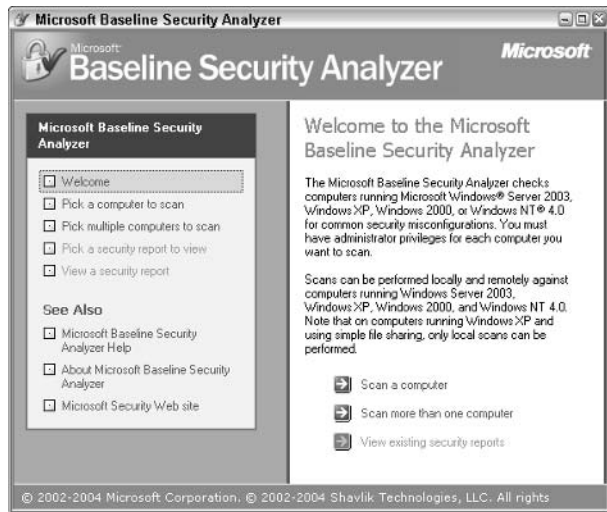 Microsoft Baseline Security Analyzer
Microsoft
Baseline Security Analyzer
Microsoft
Microsoft Baseline Security
Analyzer
Welcome
Pick a computer to scan
Pick multiple computers to scan
Pick a security report to view
View a security report
See Also
Microsoft Baseline Security
Analyzer Help
About Microsoft Baseline Security
Analyzer
Microsoft Security Web site
Welcome to the Microsoft
Baseline Security Analyzer
The Microsoft Baseline Security Analyzer checks
computers running Microsoft Windows® Server 2003,
Windows XP, Windows 2000, or Windows NT® 4.0
for common security misconfigurations. You must
have administrator privileges for each computer you
want to scan.
Scans can be performed locally and remotely against
computers running Windows Server 2003,
Windows XP, Windows 2000, and Windows NT 4.0.
Note that on computers running Windows XP and
using simple file sharing, only local scans can be
performed.
Scan a computer
Scan more than one computer
View existing security reports
© 2002-2004 Microsoft Corporation. © 2002-2004 Shavlik Technologies, LLC. All rights